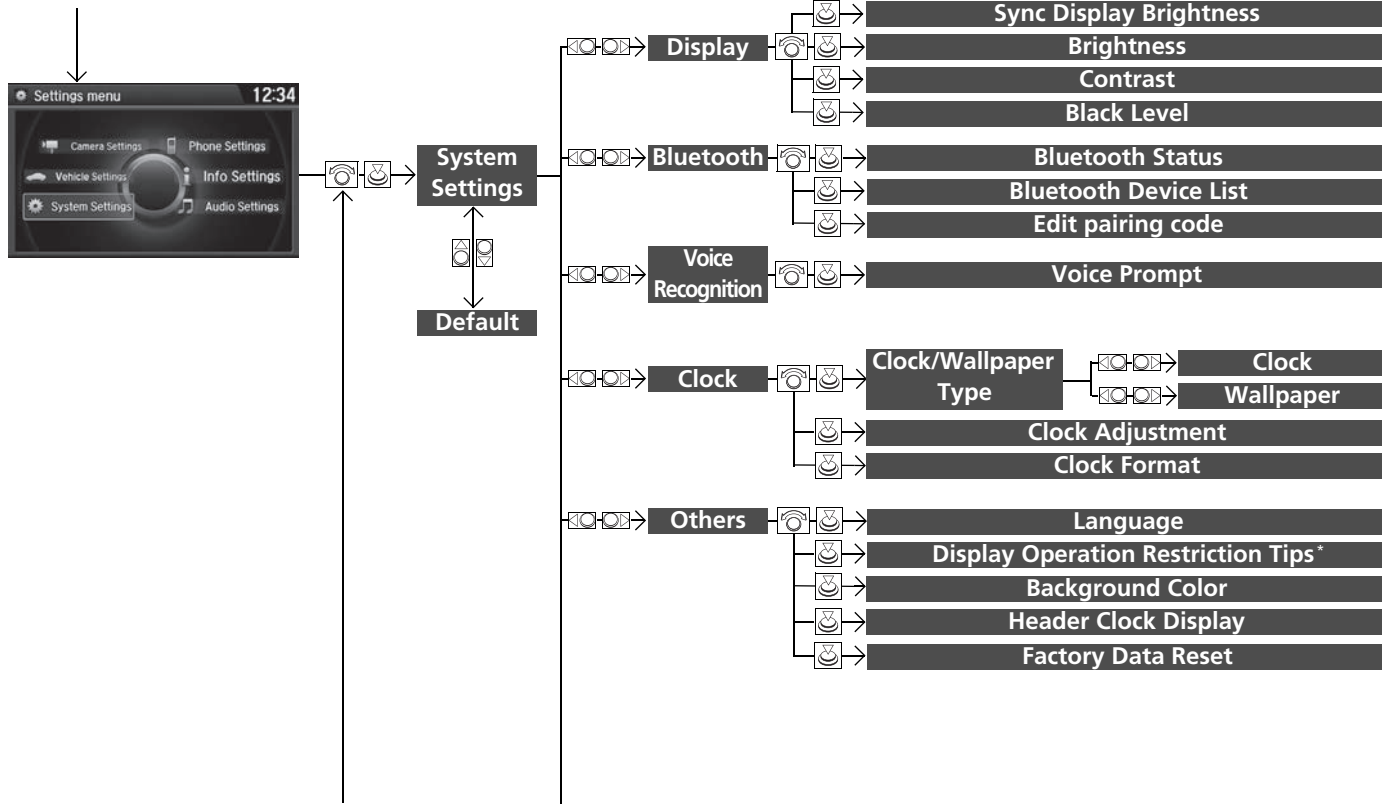 Settings menu 12:34
Camera Settings Phone Settings
Vehicle Settings Info Settings
System Settings Audio Settings
System
Settings
Default
Display
Sync Display Brightness
Brightness
Contrast
Black Level
Bluetooth
Bluetooth Status
Bluetooth Device List
Edit pairing code
Voice
Recognition
Voice Prompt
Clock
Clock/Wallpaper
Type
Clock
Wallpaper
Clock Adjustment
Clock Format
Others
Language
Display Operation Restriction Tips*
Background Color
Header Clock Display
Factory Data Reset